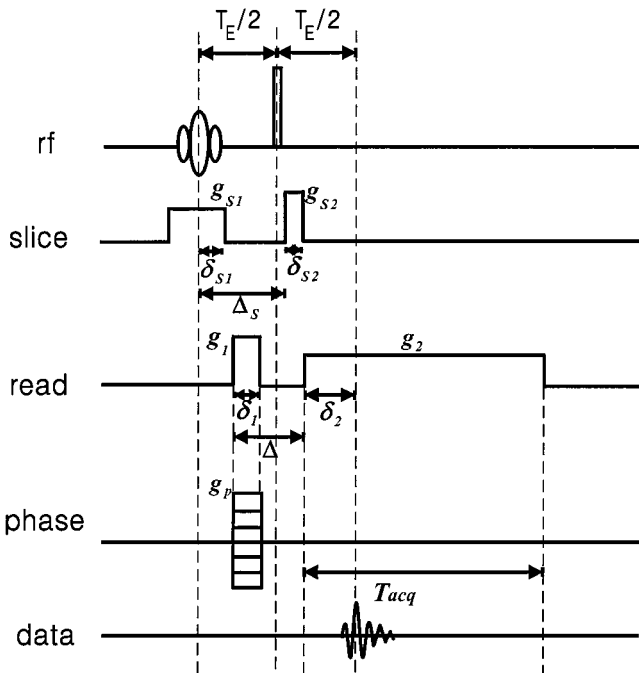 T_E/2 T_E/2
rf
g_S1 g_S2
slice
δ_S1 δ_S2
Δ_s
g_1 g_2
read
δ_1 δ_2
Δ
g_p
phase
T_acq
data